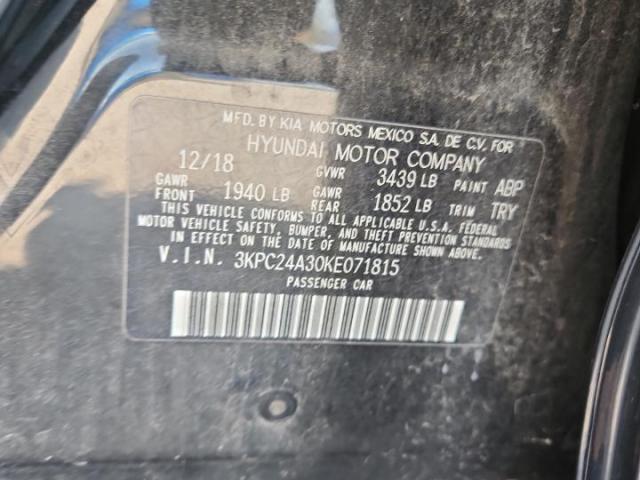 MFD. BY KIA MOTORS MEXICO S.A. DE C.V. FOR
HYUNDAI MOTOR COMPANY
12/18 GVWR 3439 LB PAINT ABP
GAWR FRONT 1940 LB GAWR REAR 1852 LB TRIM TRY
THIS VEHICLE CONFORMS TO ALL APPLICABLE U.S.A. FEDERAL
MOTOR VEHICLE SAFETY, BUMPER, AND THEFT PREVENTION STANDARDS
IN EFFECT ON THE DATE OF MANUFACTURE SHOWN ABOVE.
V.I.N. 3KPC24A30KE071815
PASSENGER CAR